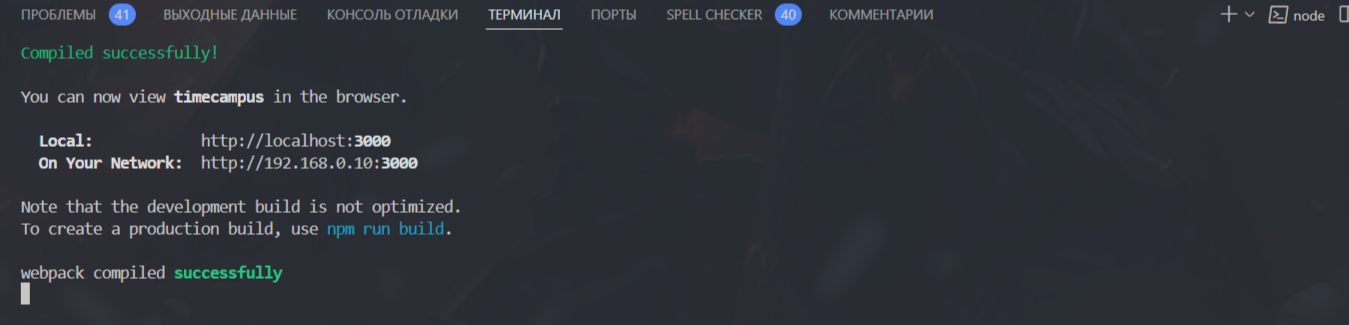 ПРОБЛЕМЫ 41 ВЫХОДНЫЕ ДАННЫЕ КОНСОЛЬ ОТЛАДКИ ТЕРМИНАЛ ПОРТЫ SPELL CHECKER 40 КОММЕНТАРИИ node
Compiled successfully!
You can now view timecampus in the browser.
Local: http://localhost:3000
On Your Network: http://192.168.0.10:3000
Note that the development build is not optimized.
To create a production build, use npm run build.
webpack compiled successfully